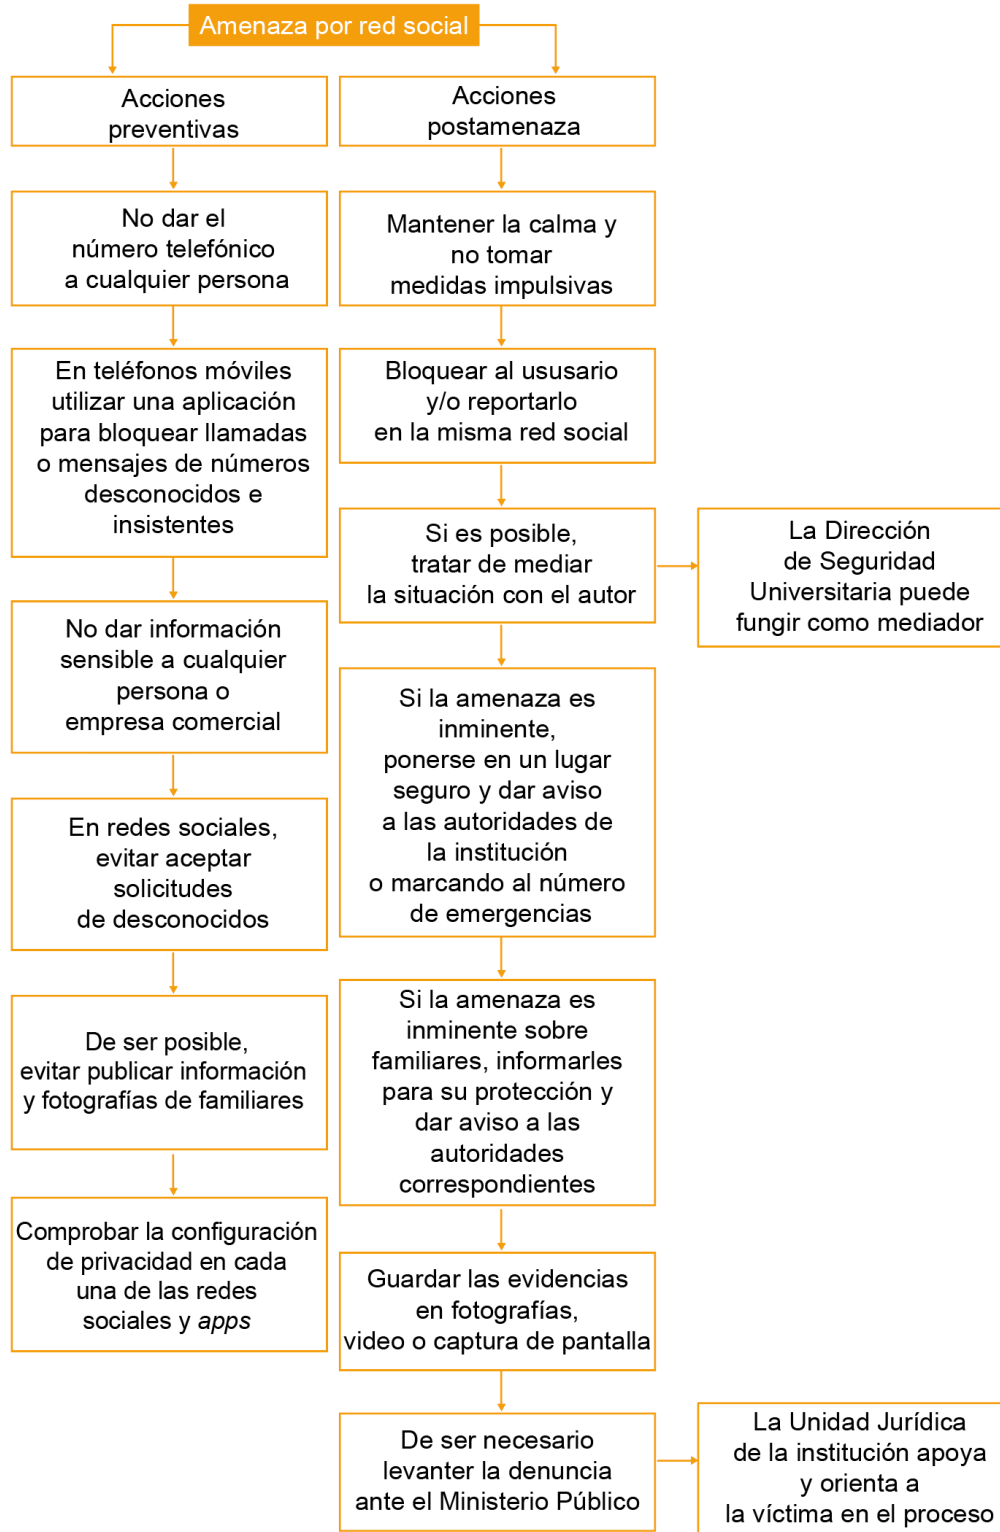 Amenaza por red social
Acciones
preventivas
No dar el
número telefónico
a cualquier persona
En teléfonos móviles
utilizar una aplicación
para bloquear llamadas
o mensajes de números
desconocidos e
insistentes
No dar información
sensible a cualquier
persona o
empresa comercial
En redes sociales,
evitar aceptar
solicitudes
de desconocidos
De ser posible,
evitar publicar información
y fotografías de familiares
Comprobar la configuración
de privacidad en cada
una de las redes
sociales y apps
Acciones
postamenaza
Mantener la calma y
no tomar
medidas impulsivas
Bloquear al ususario
y/o reportarlo
en la misma red social
Si es posible,
tratar de mediar
la situación con el autor
La Dirección
de Seguridad
Universitaria puede
fungir como mediador
Si la amenaza es
inminente,
ponerse en un lugar
seguro y dar aviso
a las autoridades de
la institución
o marcando al número
de emergencias
Si la amenaza es
inminente sobre
familiares, informarles
para su protección y
dar aviso a las
autoridades
correspondientes
Guardar las evidencias
en fotografías,
video o captura de pantalla
De ser necesario
levanter la denuncia
ante el Ministerio Público
La Unidad Jurídica
de la institución apoya
y orienta a
la víctima en el proceso